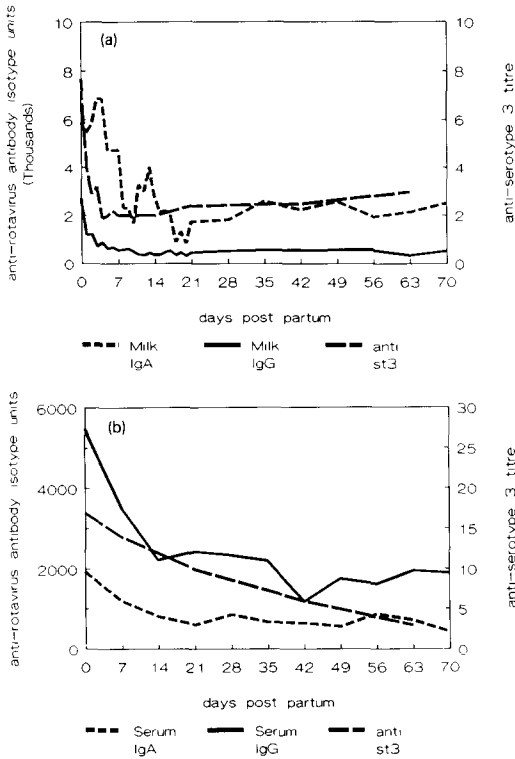 (a)
anti-rotavirus antibody isotype units
(Thousands)
10
8
6
4
2
0
10
8
6
4
2
0
anti-serotype 3 titre
0 7 14 21 28 35 42 49 56 63 70
days post partum
Milk IgA
Milk IgG
anti st3
(b)
anti-rotavirus antibody isotype units
6000
4000
2000
0
30
25
20
15
10
5
0
anti-serotype 3 titre
0 7 14 21 28 35 42 49 56 63 70
days post partum
Serum IgA
Serum IgG
anti st3